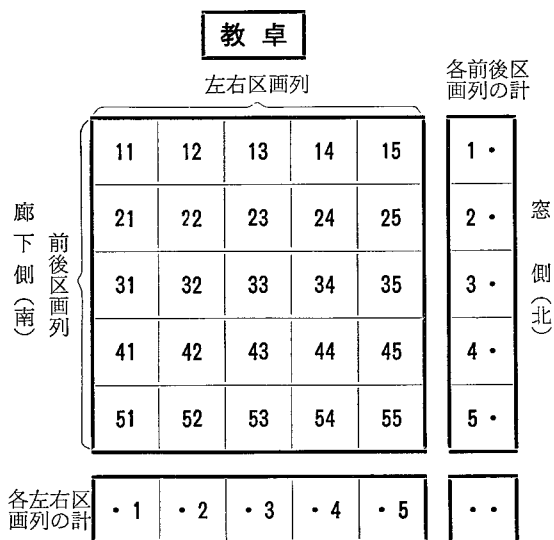 教卓
左右区画列
各前後区
画列の計
廊下側(南)
前後区画列
窓側(北)
11 12 13 14 15 1・
21 22 23 24 25 2・
31 32 33 34 35 3・
41 42 43 44 45 4・
51 52 53 54 55 5・
各左右区
画列の計
・1 ・2 ・3 ・4 ・5 ・・